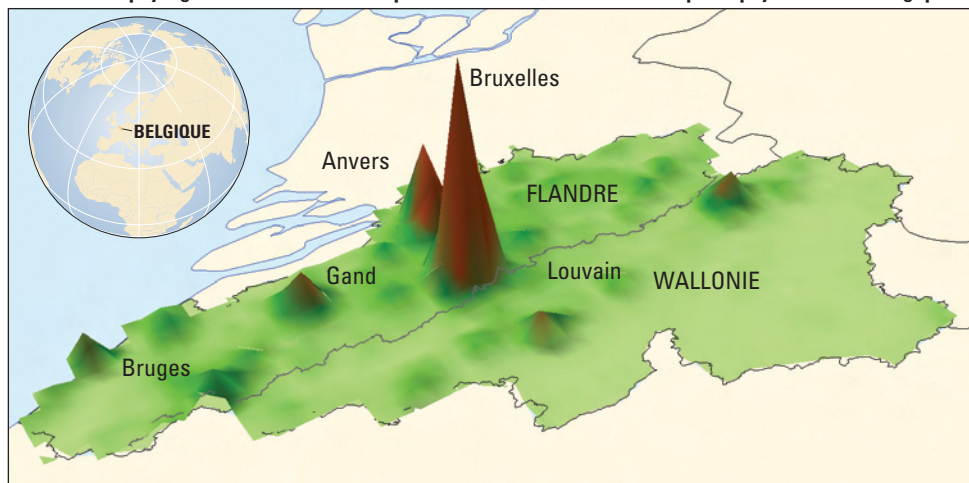 Bruxelles
BELGIQUE
Anvers
FLANDRE
Gand
Louvain
WALLONIE
Bruges